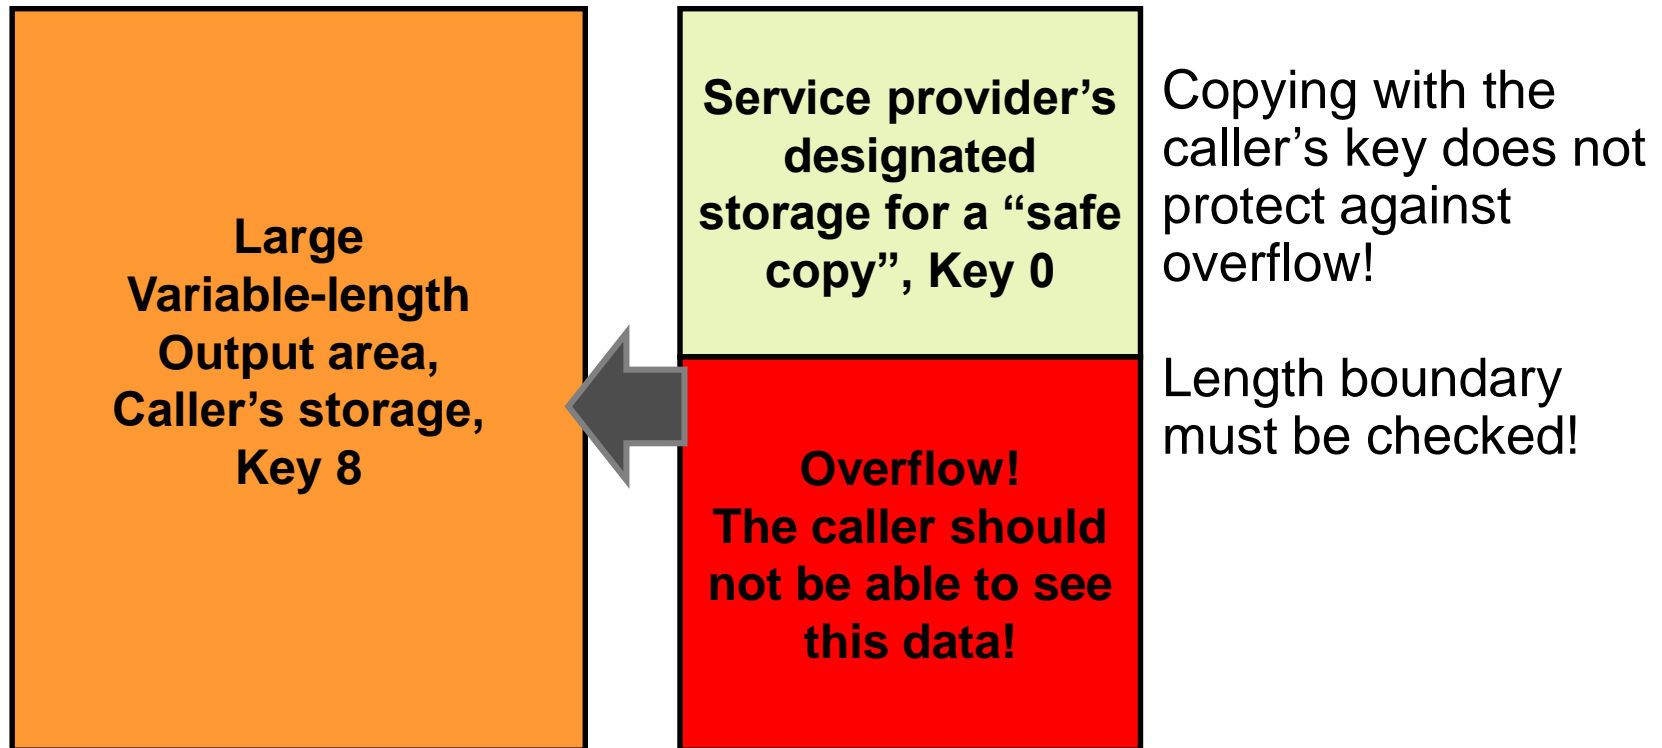 Large
Variable-length
Output area,
Caller’s storage,
Key 8
Service provider’s
designated
storage for a “safe
copy”, Key 0
Overflow!
The caller should
not be able to see
this data!
Copying with the
caller’s key does not
protect against
overflow!
Length boundary
must be checked!